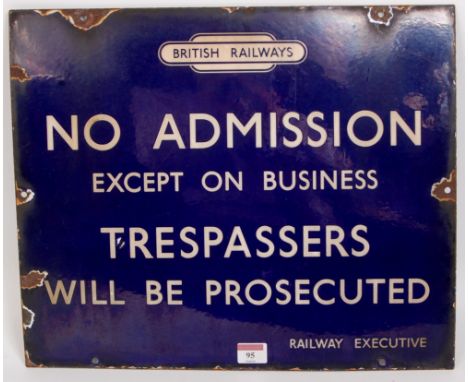 BRITISH RAILWAYS
NO ADMISSION
EXCEPT ON BUSINESS
TRESPASSERS
WILL BE PROSECUTED
RAILWAY EXECUTIVE
95